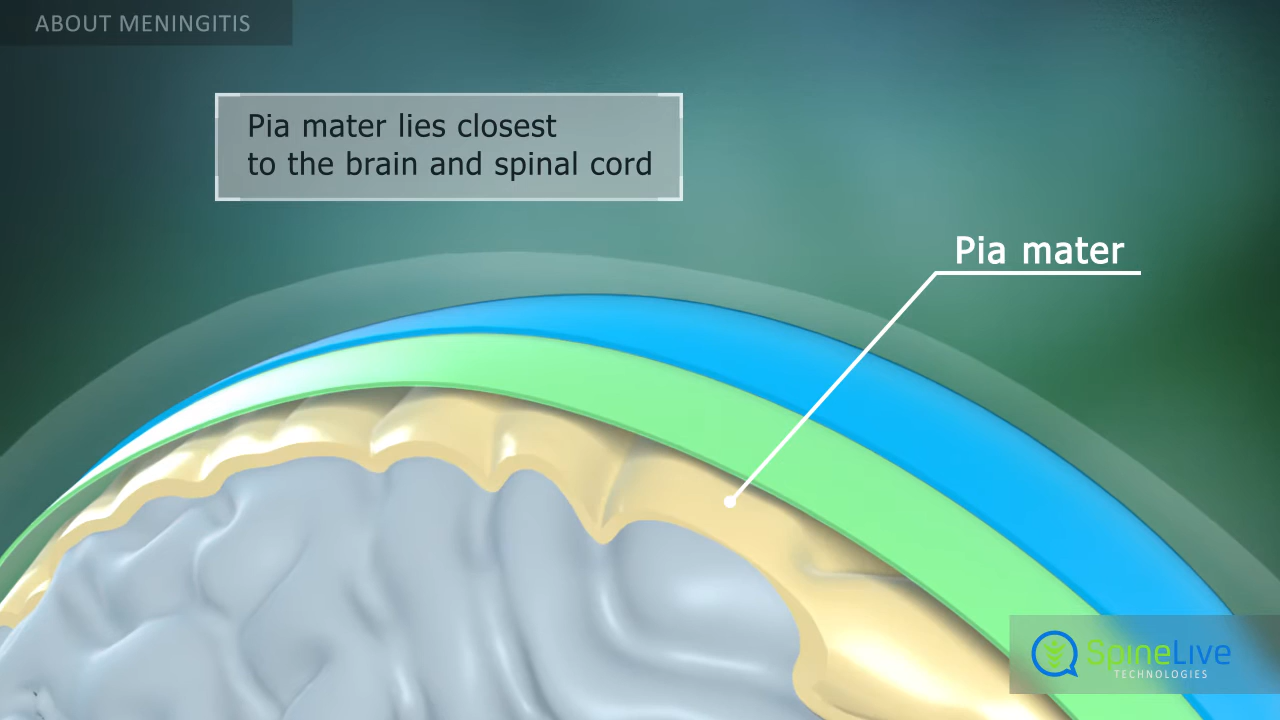 ABOUT MENINGITIS
Pia mater lies closest
to the brain and spinal cord
Pia mater
SpineLive
TECHNOLOGIES